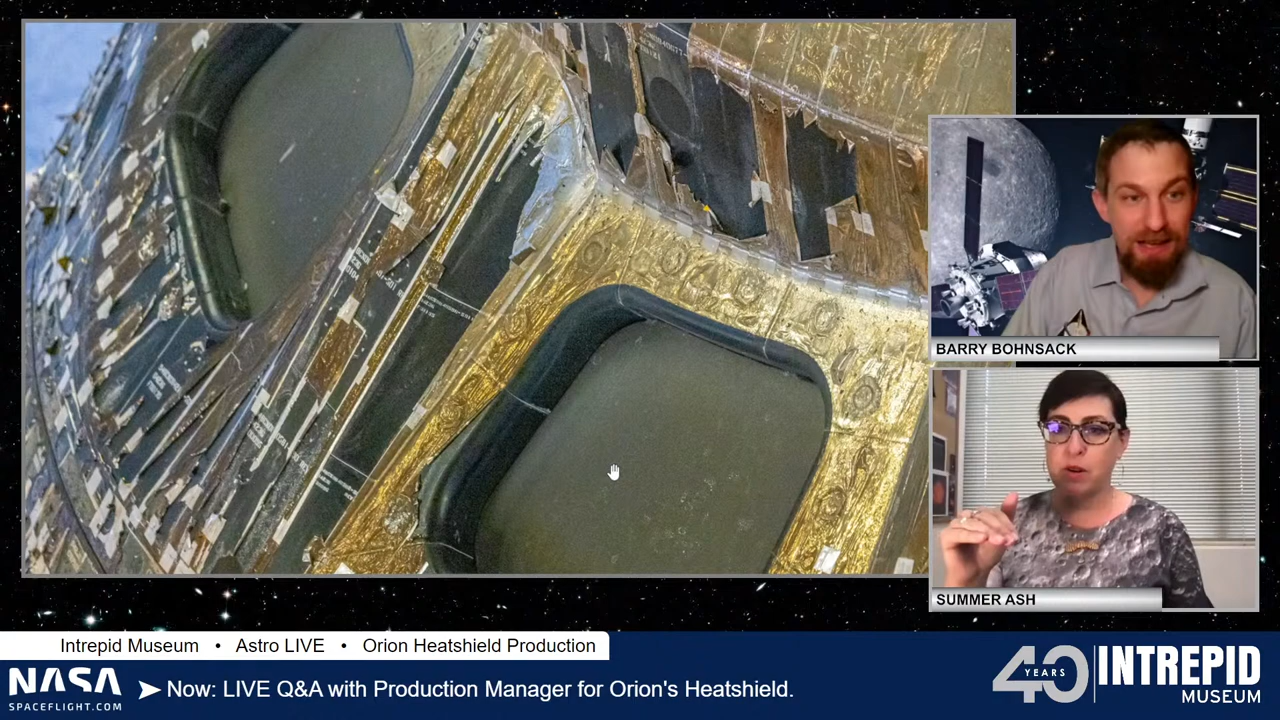 BARRY BOHNSACK
SUMMER ASH
Intrepid Museum • Astro LIVE • Orion Heatshield Production
NASA
SPACEFLIGHT.COM
Now: LIVE Q&A with Production Manager for Orion's Heatshield.
40
YEARS
INTREPID
MUSEUM